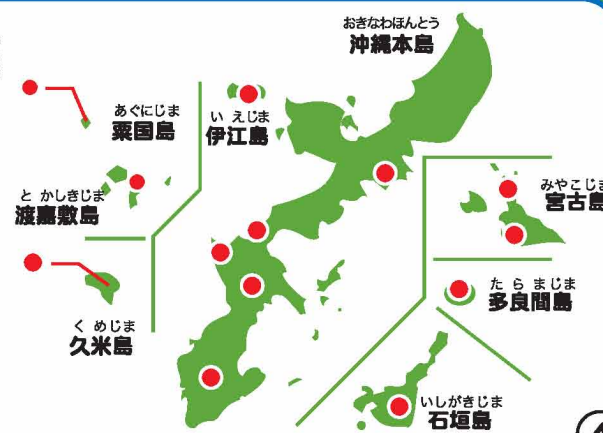 おきなわほんとう
沖縄本島
あぐにじま
粟国島
い えじま
伊江島
と かしきじま
渡嘉敷島
みやこじま
宮古島
たら まじま
多良間島
く めじま
久米島
いしがきじま
石垣島